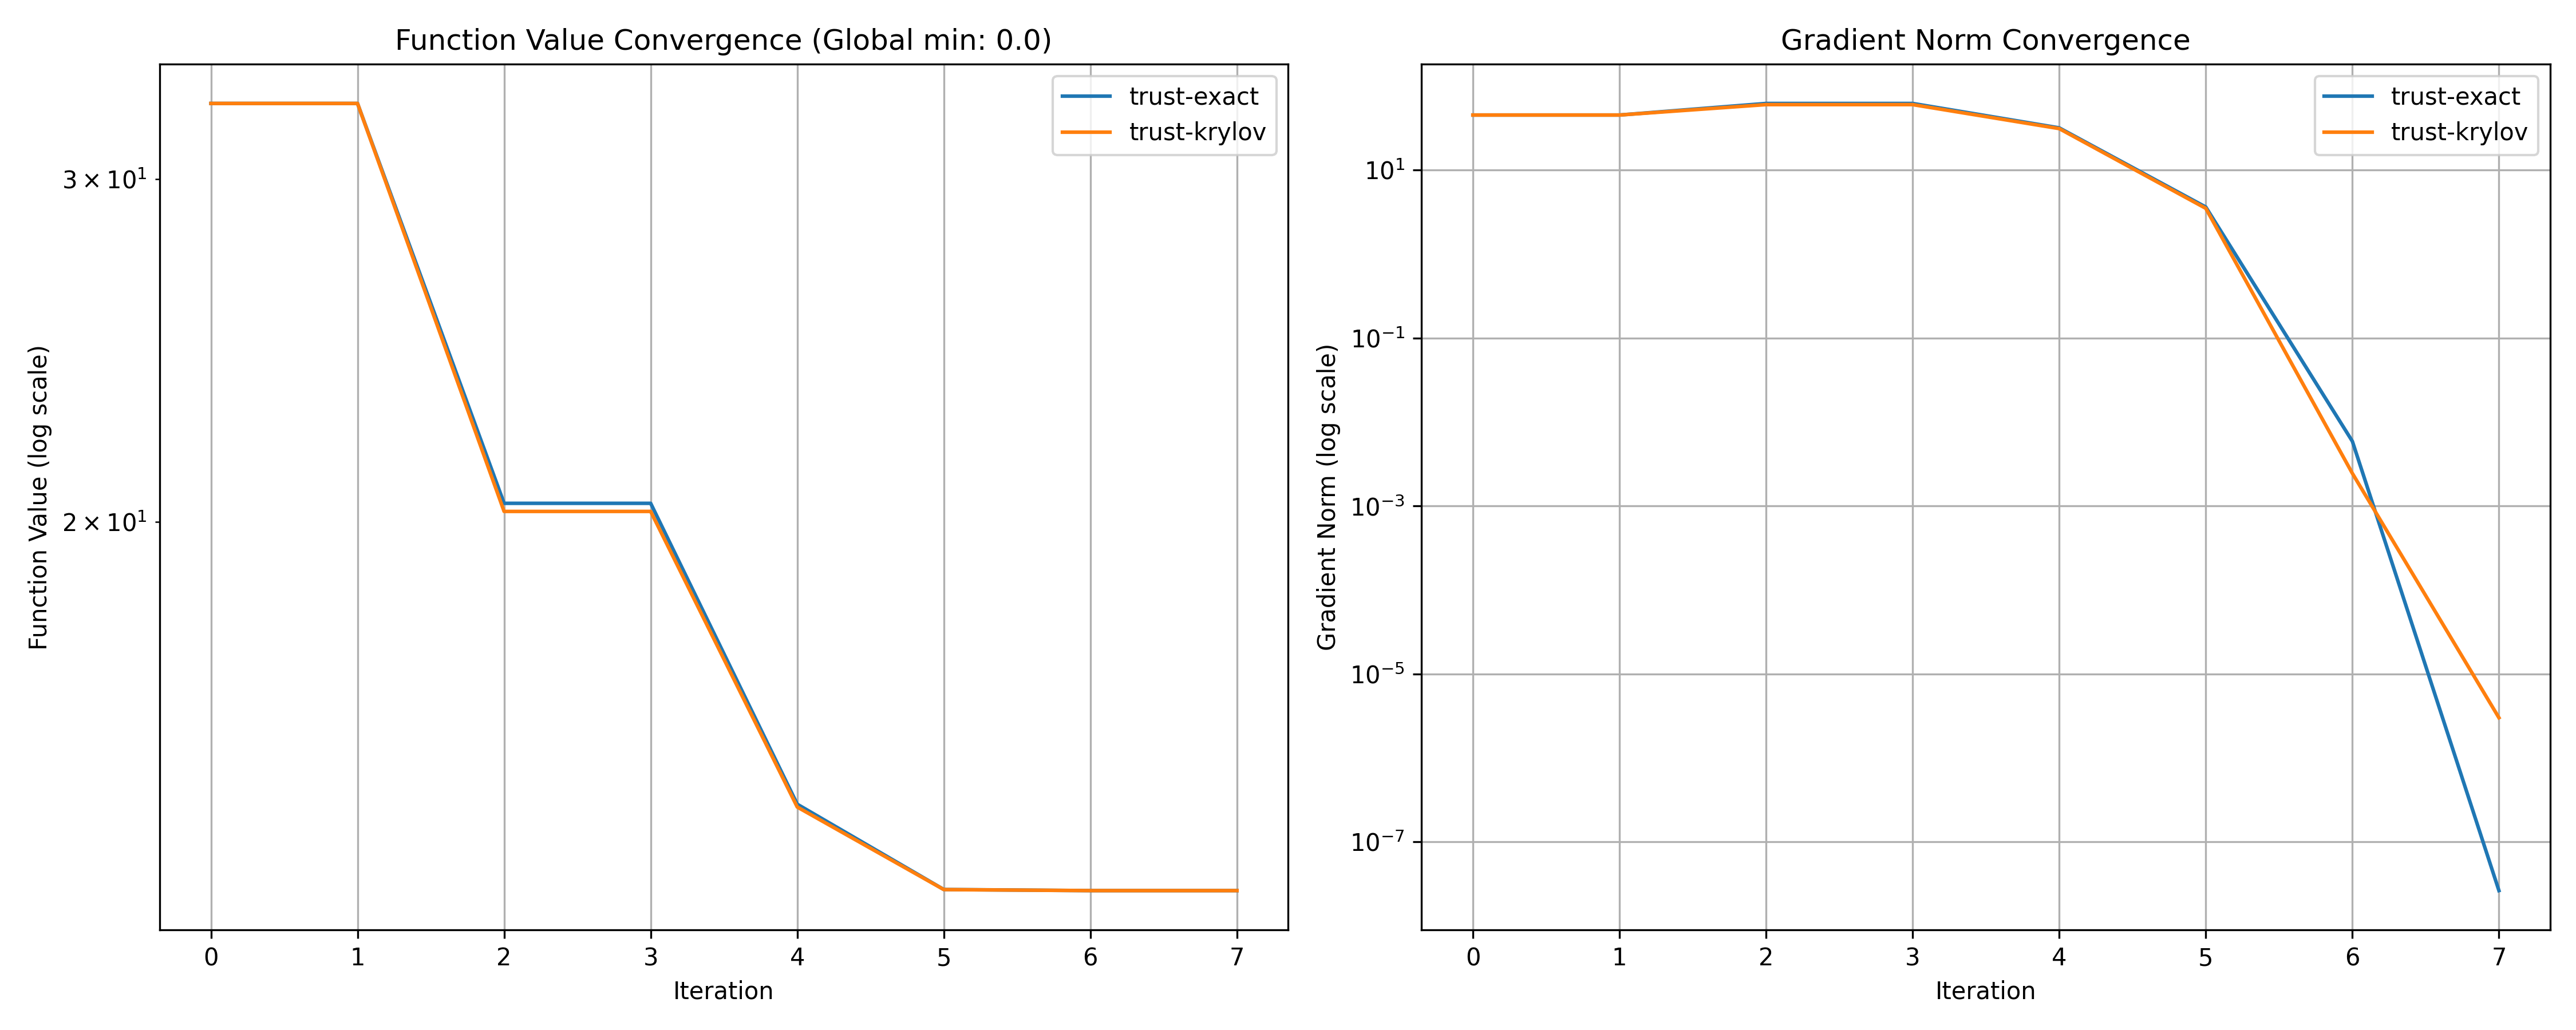 Function Value Convergence (Global min: 0.0)
Function Value (log scale)
3 × 10¹
2 × 10¹
trust-exact
trust-krylov
0 1 2 3 4 5 6 7
Iteration
Gradient Norm Convergence
Gradient Norm (log scale)
10¹
10⁻¹
10⁻³
10⁻⁵
10⁻⁷
trust-exact
trust-krylov
0 1 2 3 4 5 6 7
Iteration